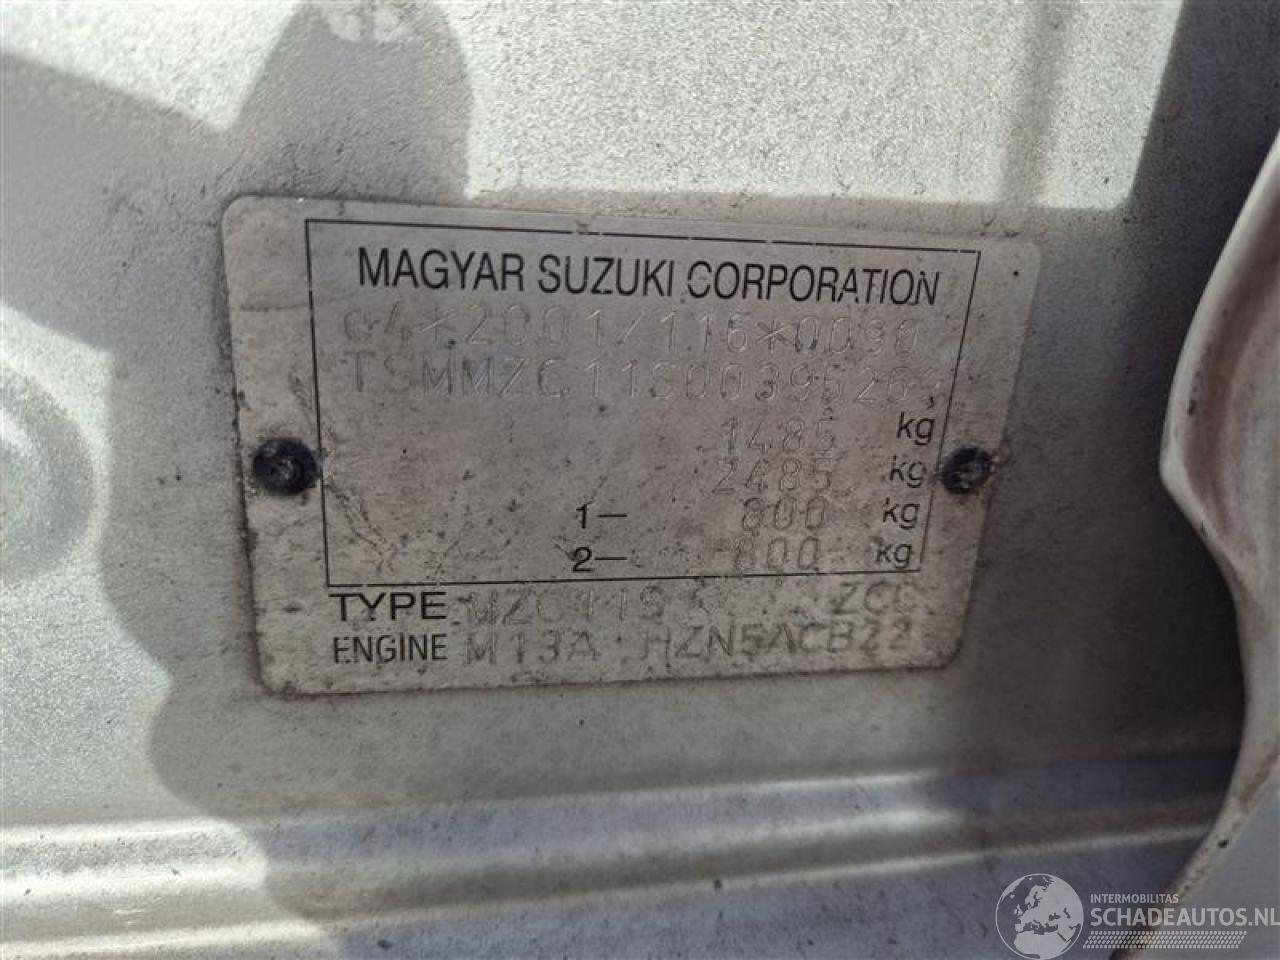 MAGYAR SUZUKI CORPORATION
e4*2001/116*0090
1485 kg
2485 kg
1— 800 kg
2— 800 kg
TYPE MZC11S ZCC
ENGINE M13A HZN5ACB22
INTERMOBILITAS
SCHADEAUTOS.NL